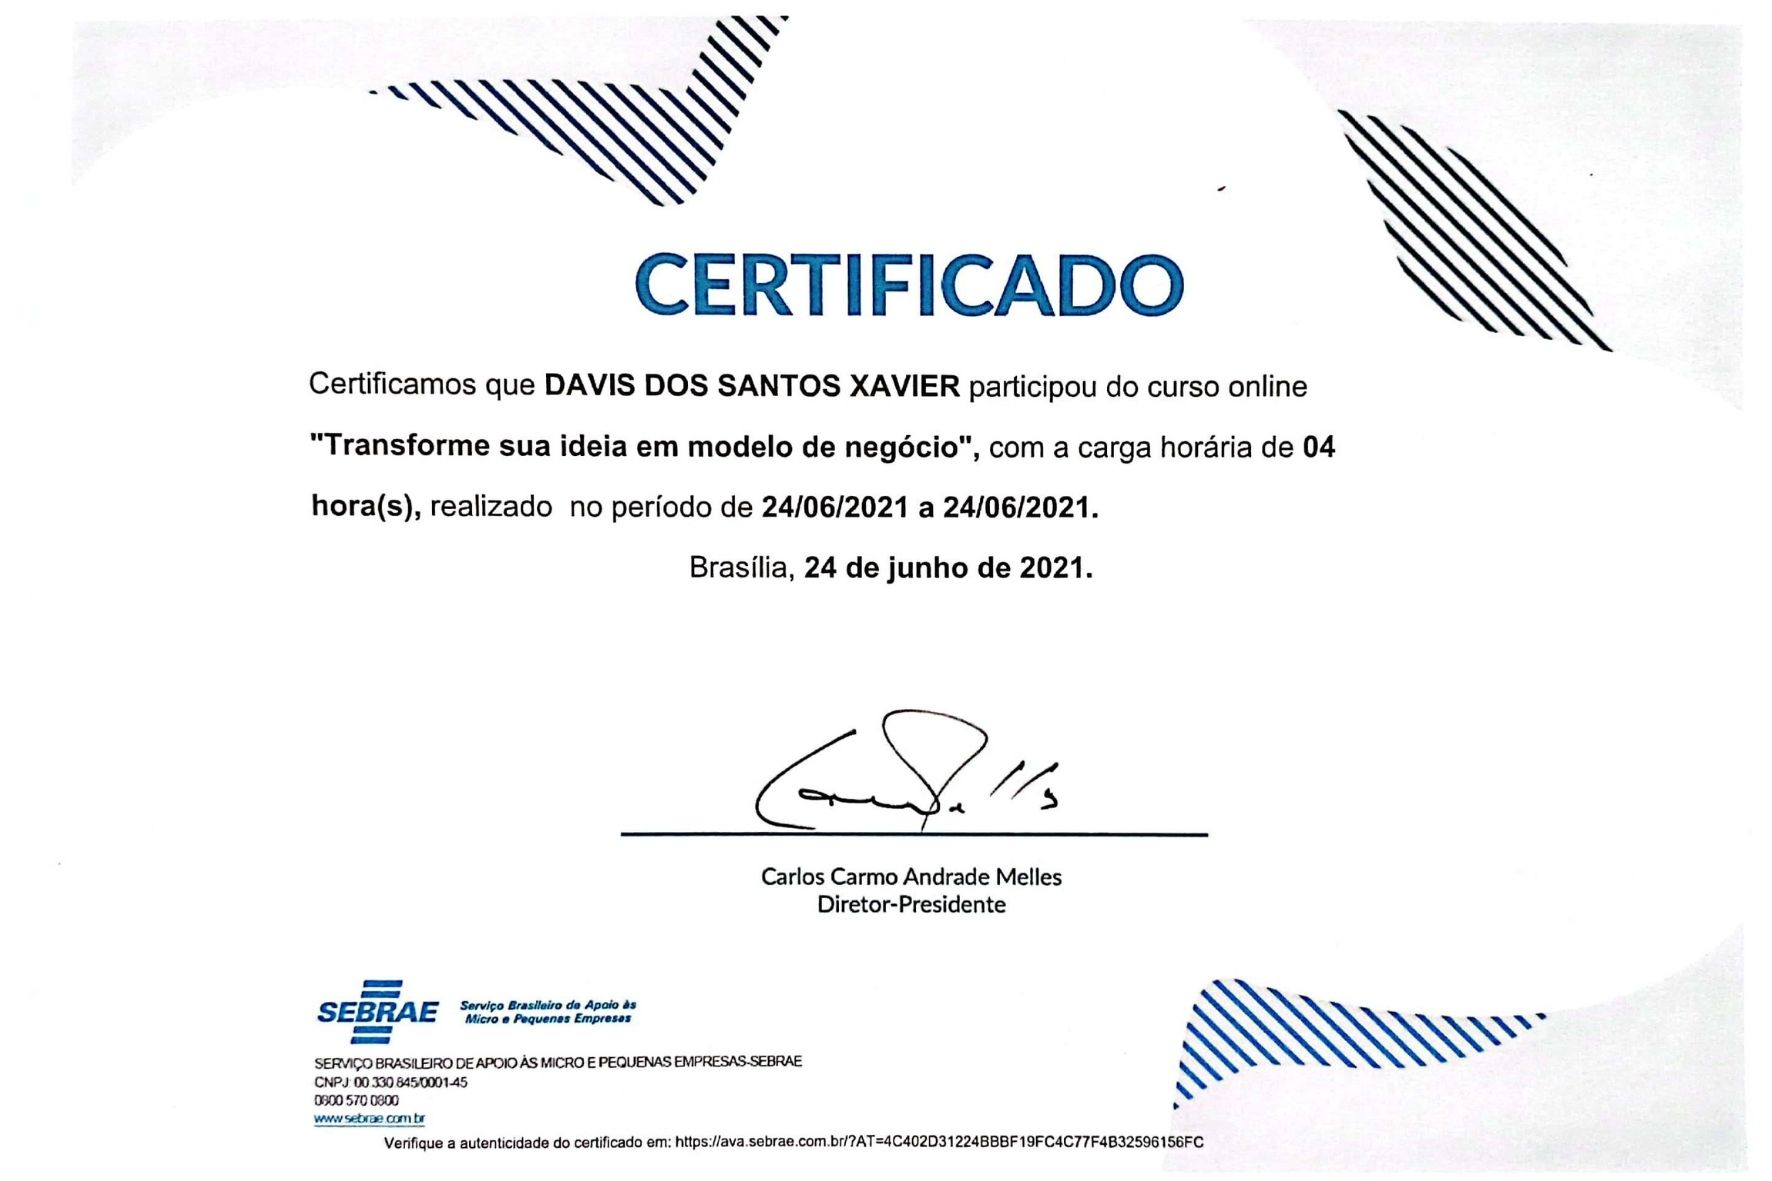 CERTIFICADO
Certificamos que DAVIS DOS SANTOS XAVIER participou do curso online
"Transforme sua ideia em modelo de negócio", com a carga horária de 04
hora(s), realizado no período de 24/06/2021 a 24/06/2021.
Brasília, 24 de junho de 2021.
Carlos Carmo Andrade Melles
Diretor-Presidente
SEBRAE
Serviço Brasileiro de Apoio às
Micro e Pequenas Empresas
SERVIÇO BRASILEIRO DE APOIO ÀS MICRO E PEQUENAS EMPRESAS-SEBRAE
CNPJ: 00.330.845/0001-45
0800 570 0800
www.sebrae.com.br
Verifique a autenticidade do certificado em: https://ava.sebrae.com.br/?AT=4C402D31224BBBF19FC4C77F4B32596156FC